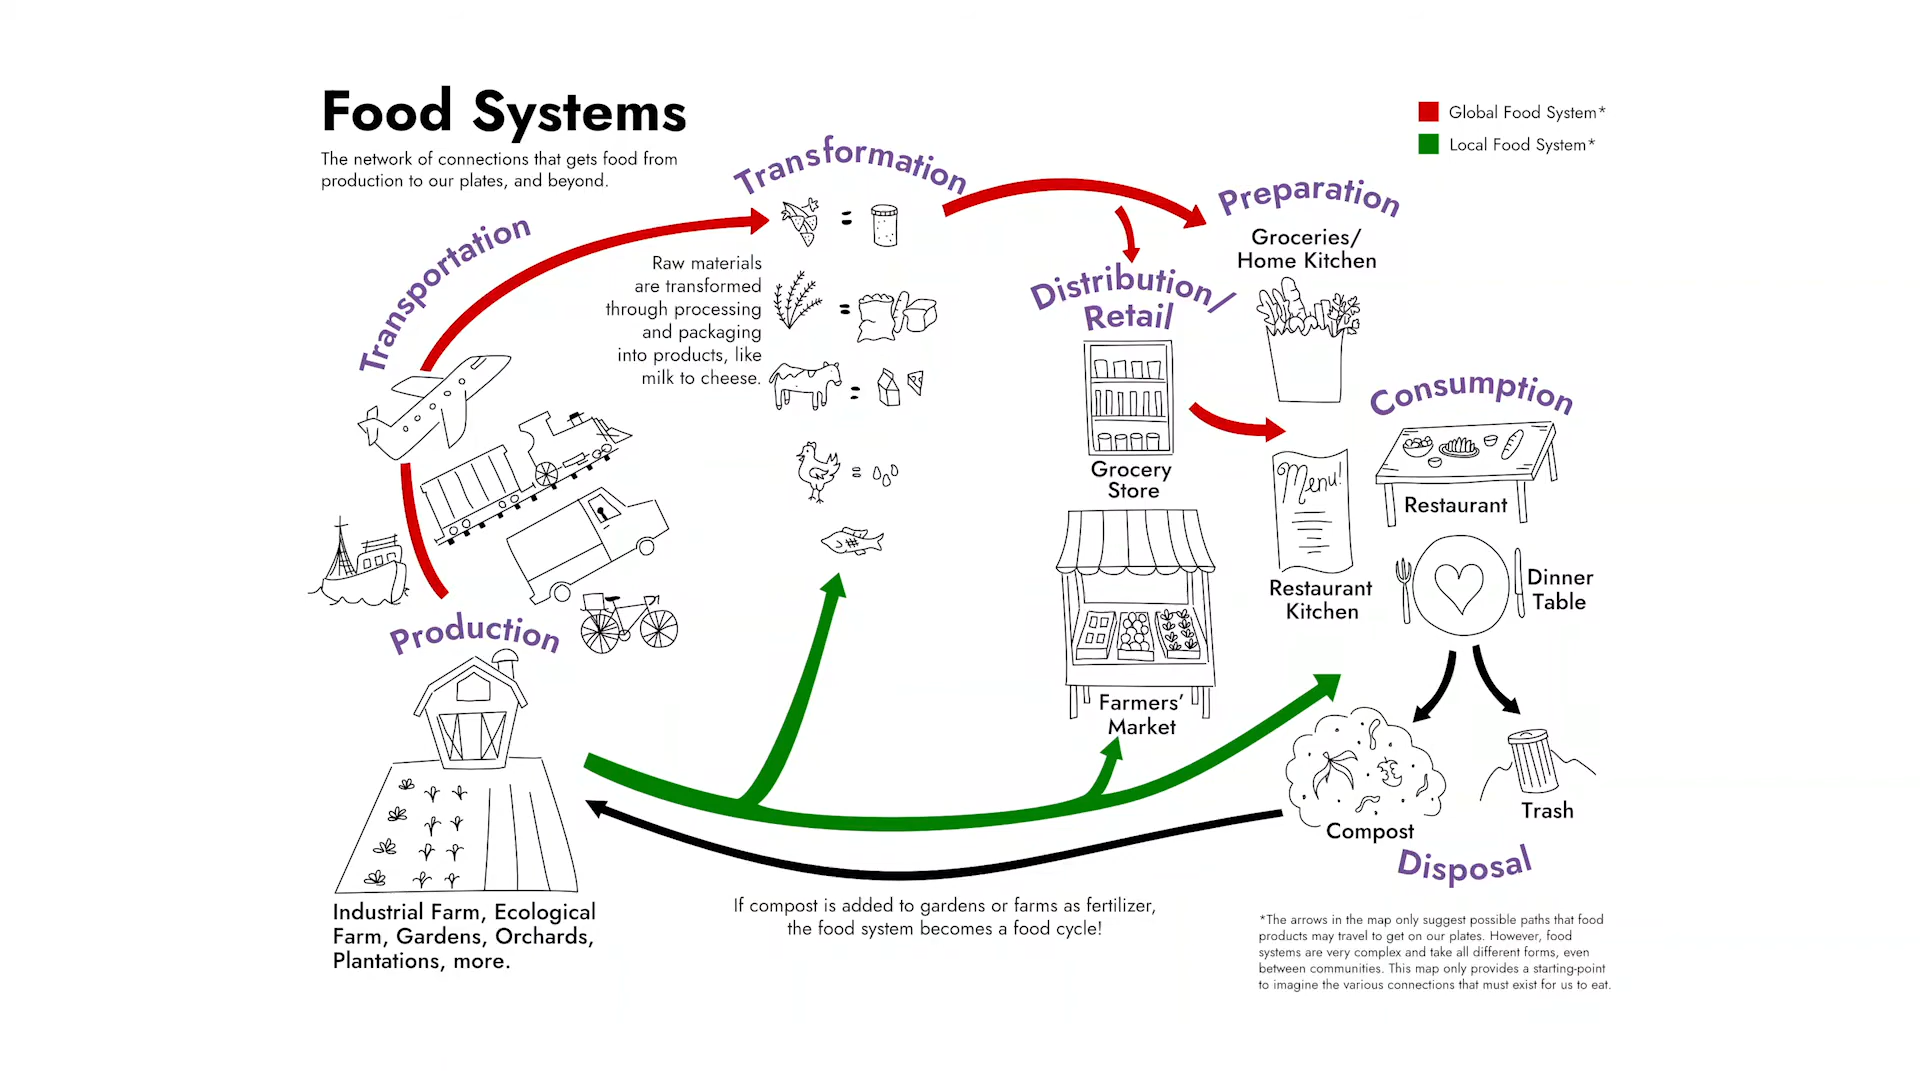 Food Systems
The network of connections that gets food from
production to our plates, and beyond.
Global Food System*
Local Food System*
Transportation
Transformation
Raw materials
are transformed
through processing
and packaging
into products, like
milk to cheese.
Preparation
Groceries/
Home Kitchen
Distribution/
Retail
Grocery
Store
Farmers'
Market
Menu!
Restaurant
Kitchen
Consumption
Restaurant
Dinner
Table
Production
Industrial Farm, Ecological
Farm, Gardens, Orchards,
Plantations, more.
Compost
Trash
Disposal
If compost is added to gardens or farms as fertilizer,
the food system becomes a food cycle!
*The arrows in the map only suggest possible paths that food
products may travel to get on our plates. However, food
systems are very complex and take all different forms, even
between communities. This map only provides a starting-point
to imagine the various connections that must exist for us to eat.